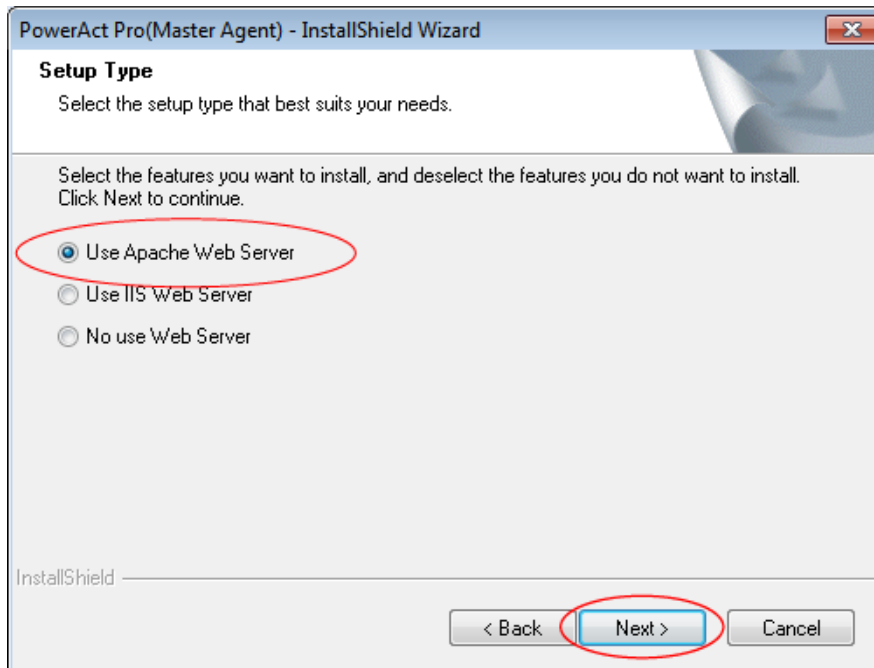 PowerAct Pro(Master Agent) - InstallShield Wizard
Setup Type
Select the setup type that best suits your needs.
Select the features you want to install, and deselect the features you do not want to install.
Click Next to continue.
Use Apache Web Server
Use IIS Web Server
No use Web Server
InstallShield
< Back Next > Cancel